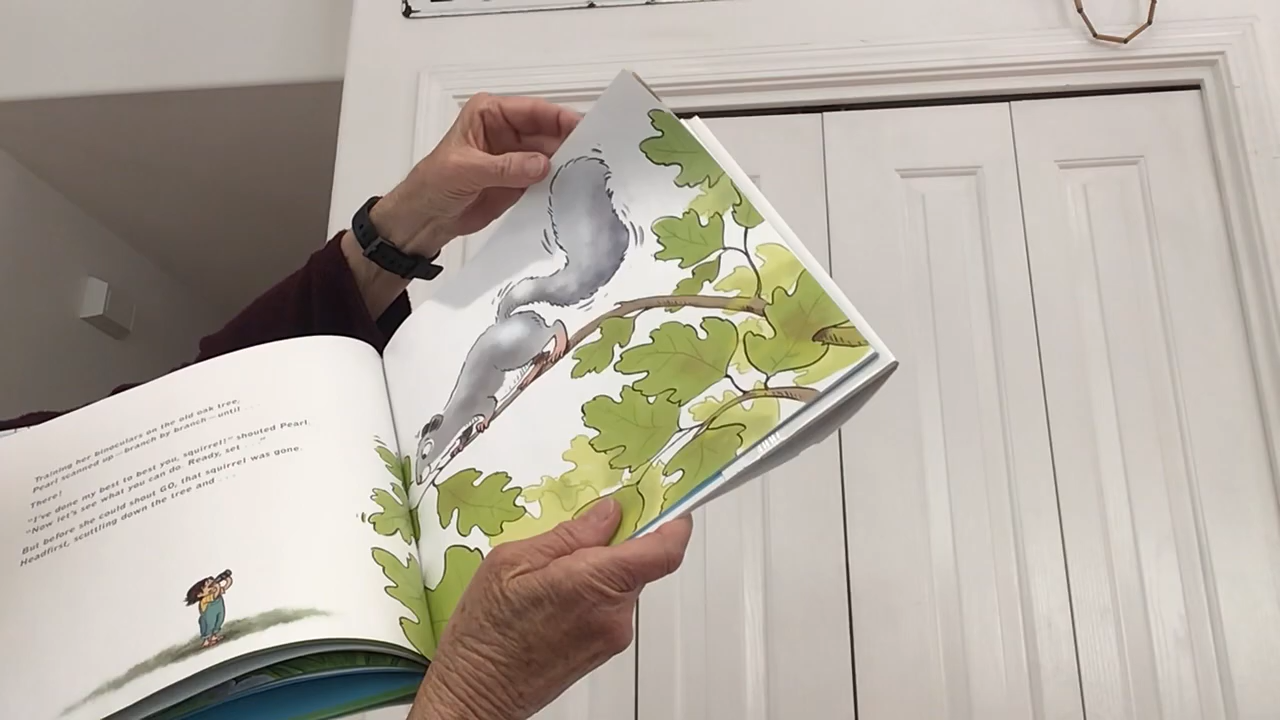 Training her binoculars on the old oak tree,
Pearl scanned up—branch by branch—until . . .
There!
"I've done my best to best you, squirrel!" shouted Pearl.
"Now let's see what you can do. Ready, set . . ."
But before she could shout GO, that squirrel was gone.
Headfirst, scuttling down the tree and . . .